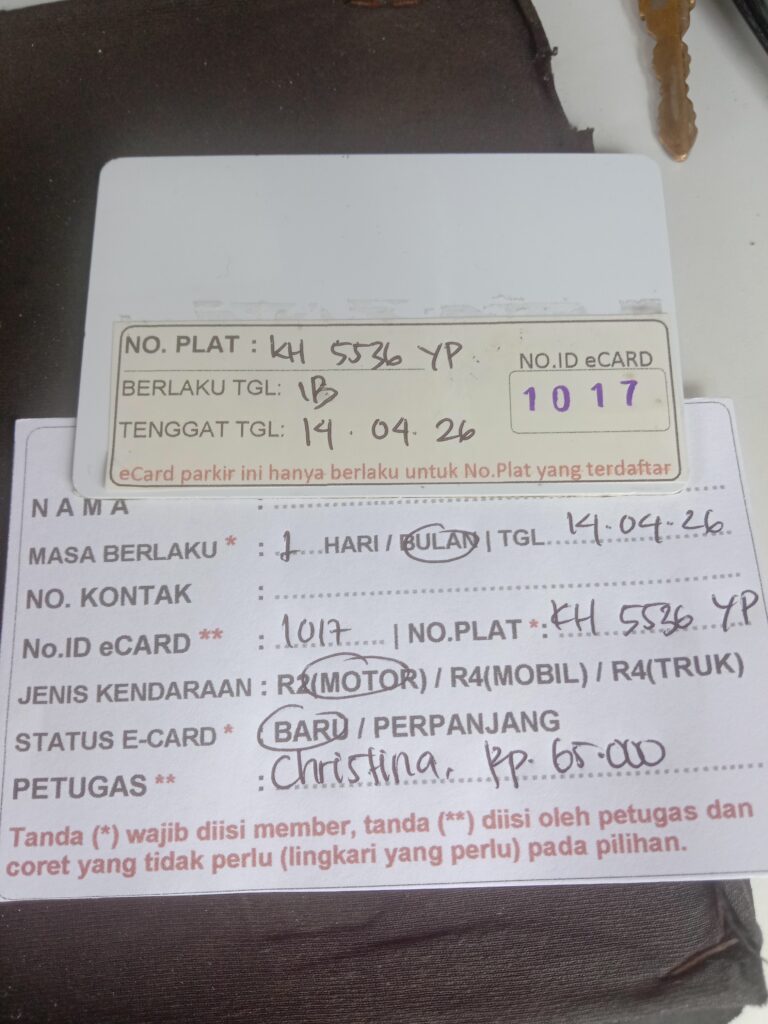 NO. PLAT : KH 5536 YP
NO.ID eCARD
BERLAKU TGL: 1B
1017
TENGGAT TGL: 14 . 04 . 26
eCard parkir ini hanya berlaku untuk No.Plat yang terdaftar
NAMA :
MASA BERLAKU * : 1 HARI / BULAN | TGL 14.04.26
NO. KONTAK :
No.ID eCARD ** : 1017 | NO.PLAT *: KH 5536 YP
JENIS KENDARAAN : R2(MOTOR) / R4(MOBIL) / R4(TRUK)
STATUS E-CARD * (BARU / PERPANJANG
PETUGAS ** : Christina, Rp. 65.000
Tanda (*) wajib diisi member, tanda (**) diisi oleh petugas dan
coret yang tidak perlu (lingkari yang perlu) pada pilihan.